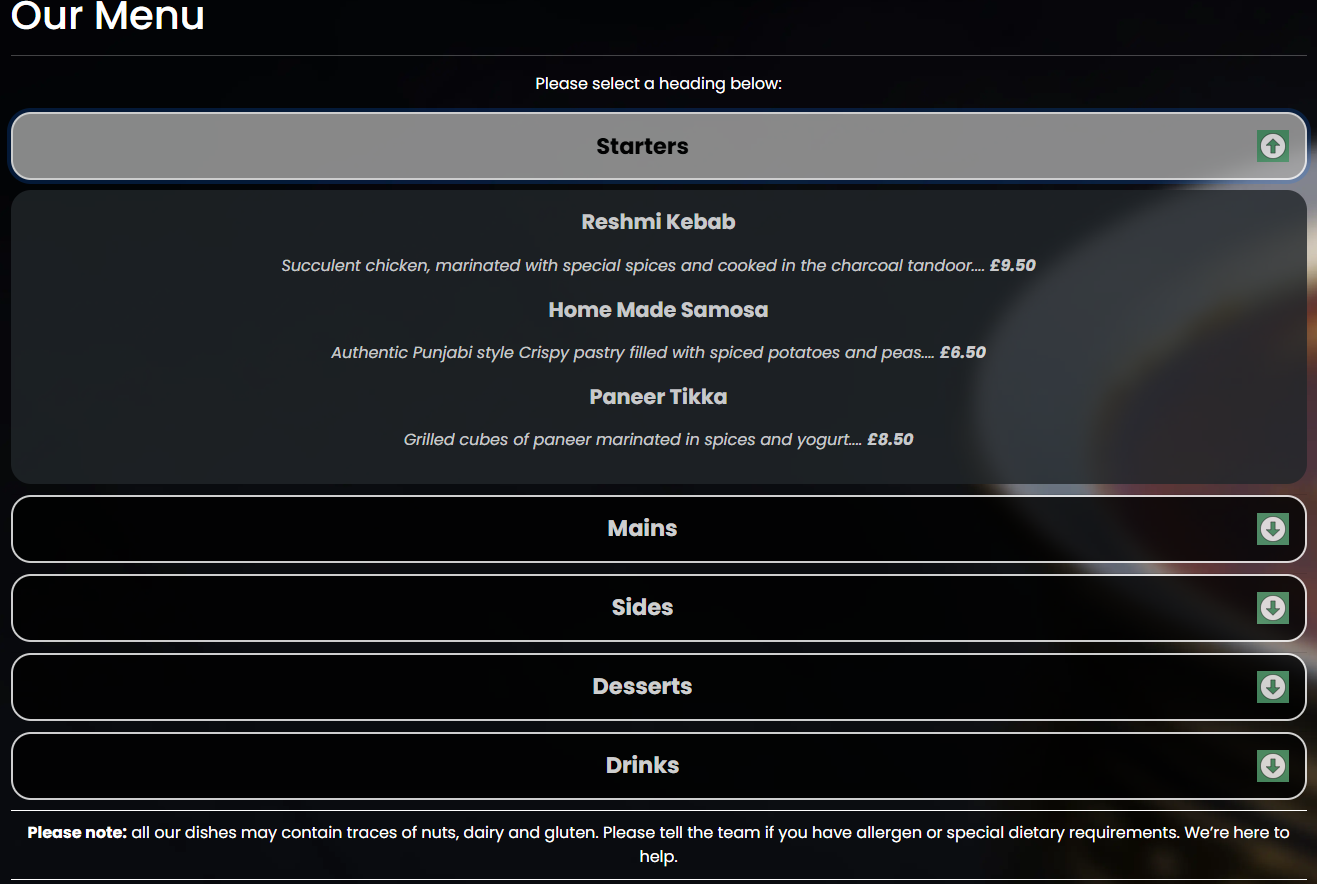 Our Menu
Please select a heading below:
Starters
Reshmi Kebab
Succulent chicken, marinated with special spices and cooked in the charcoal tandoor.... £9.50
Home Made Samosa
Authentic Punjabi style Crispy pastry filled with spiced potatoes and peas.... £6.50
Paneer Tikka
Grilled cubes of paneer marinated in spices and yogurt.... £8.50
Mains
Sides
Desserts
Drinks
Please note: all our dishes may contain traces of nuts, dairy and gluten. Please tell the team if you have allergen or special dietary requirements. We’re here to
help.